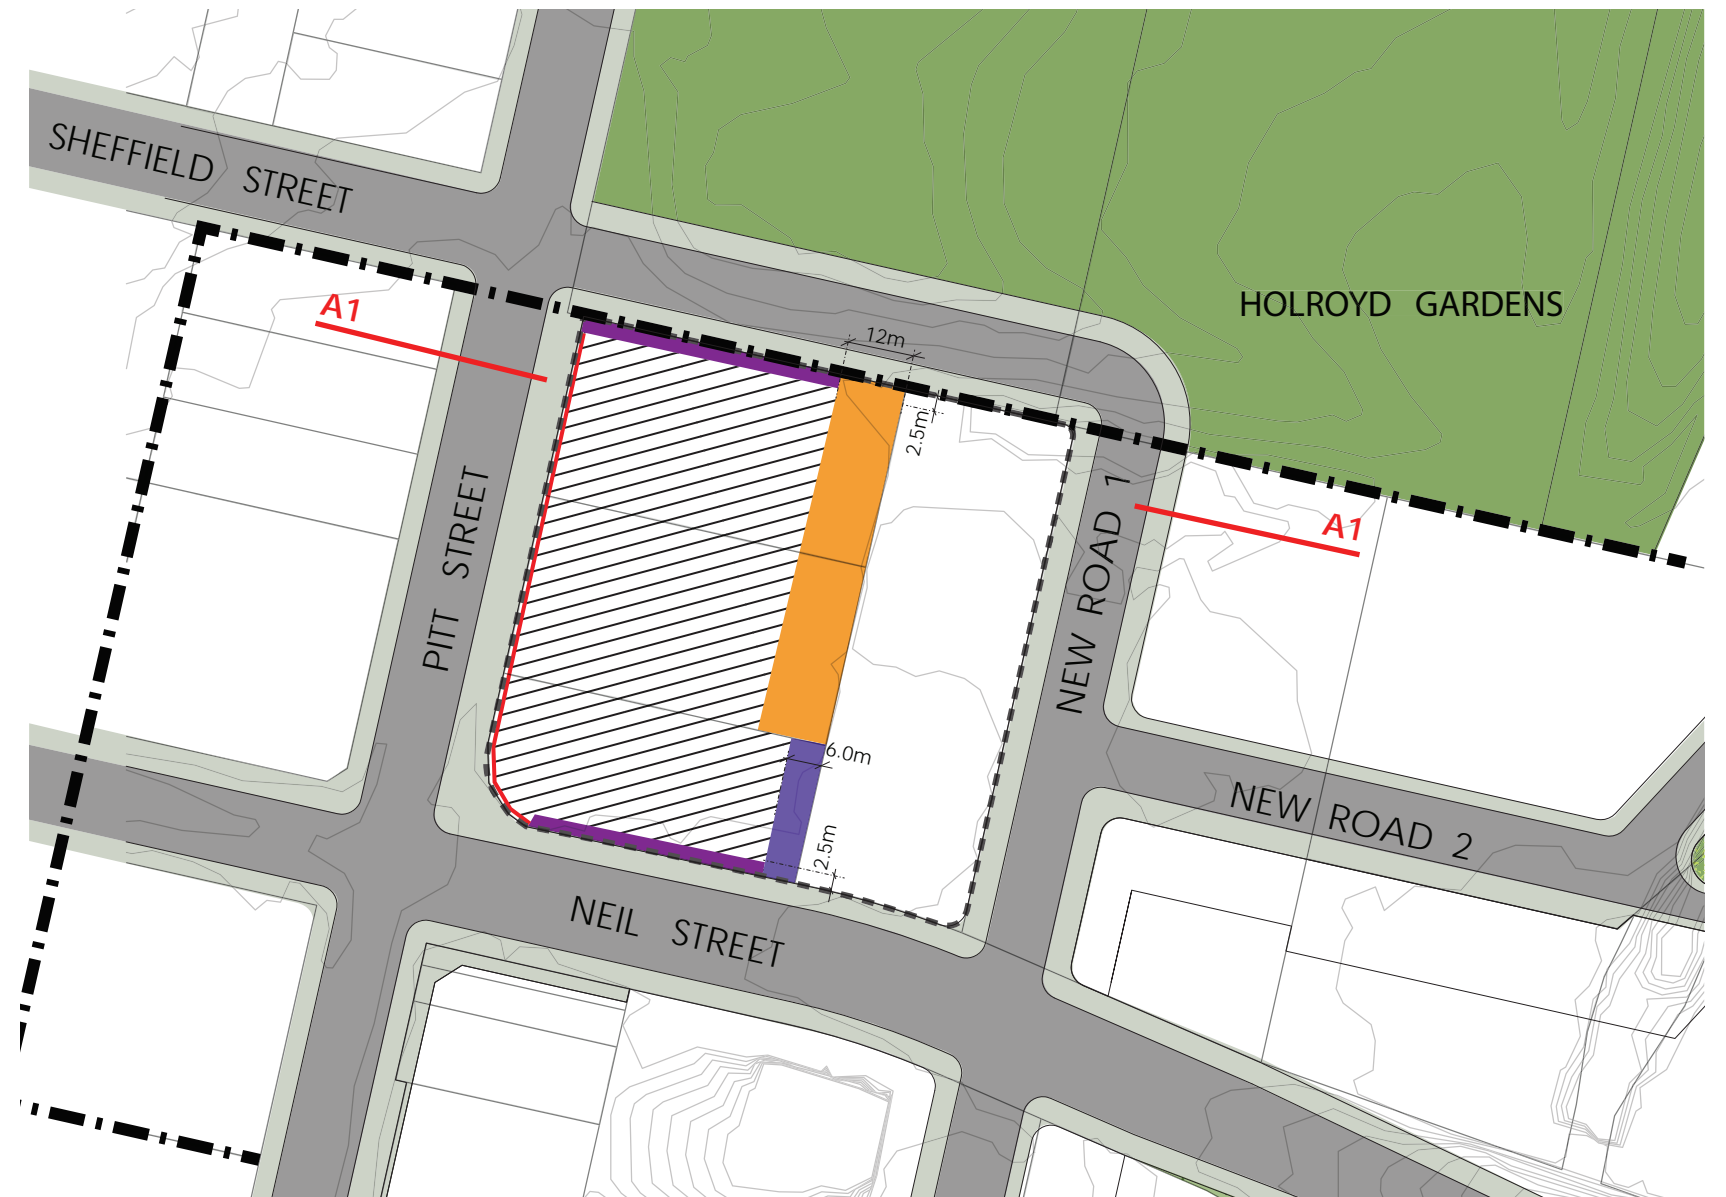 SHEFFIELD STREET
A1
HOLROYD GARDENS
12m
2.5m
PITT STREET
NEW ROAD 1
A1
6.0m
NEW ROAD 2
2.5m
NEIL STREET